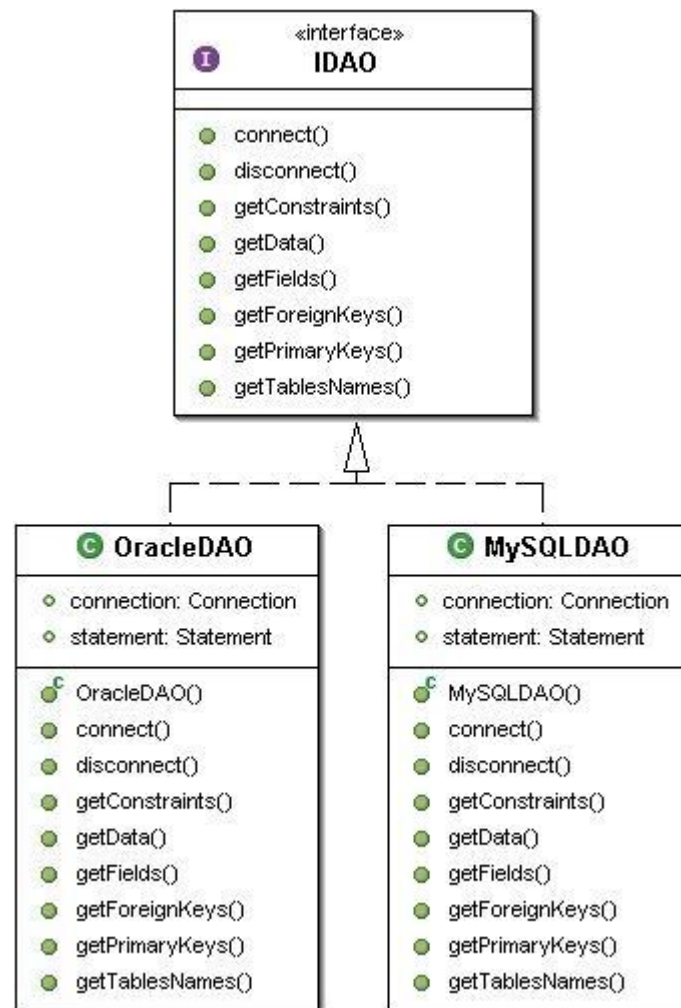 «interface»
I IDAO
connect()
disconnect()
getConstraints()
getData()
getFields()
getForeignKeys()
getPrimaryKeys()
getTablesNames()
C OracleDAO
connection: Connection
statement: Statement
C OracleDAO()
connect()
disconnect()
getConstraints()
getData()
getFields()
getForeignKeys()
getPrimaryKeys()
getTablesNames()
C MySQLDAO
connection: Connection
statement: Statement
C MySQLDAO()
connect()
disconnect()
getConstraints()
getData()
getFields()
getForeignKeys()
getPrimaryKeys()
getTablesNames()